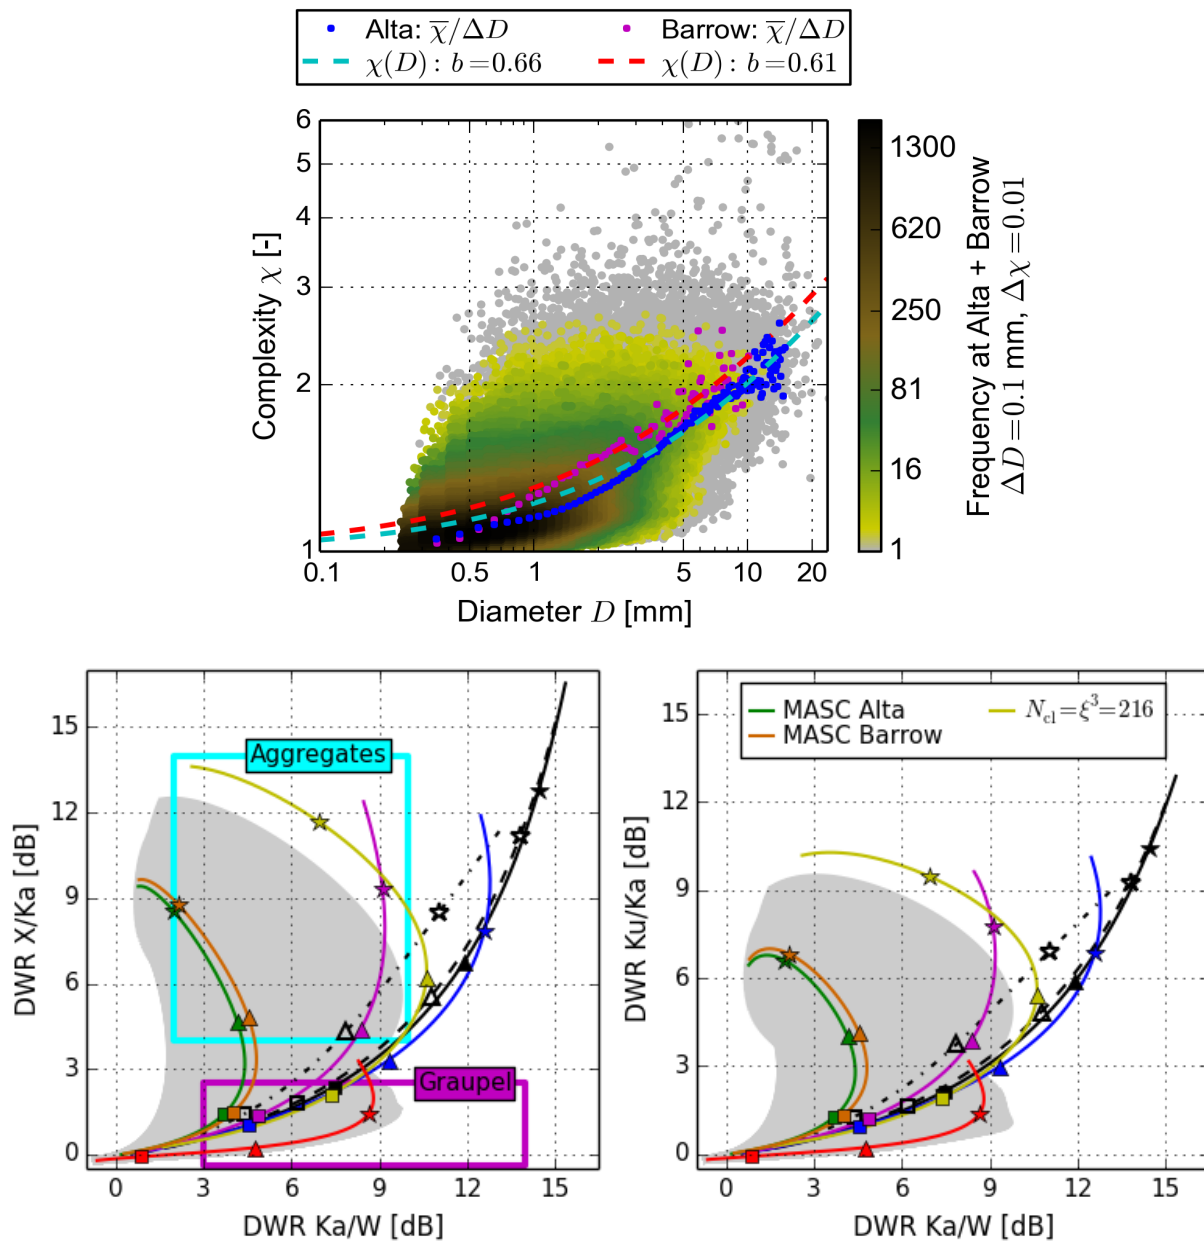 Alta: χ̅/ΔD
Barrow: χ̅/ΔD
χ(D): b=0.66
χ(D): b=0.61
6
5
4
3
2
1
Complexity χ [-]
0.1 0.5 1 5 10 20
Diameter D [mm]
1300
620
250
81
16
1
Frequency at Alta + Barrow
ΔD=0.1 mm, Δχ=0.01
15
12
9
6
3
0
DWR X/Ka [dB]
Aggregates
Graupel
0 3 6 9 12 15
DWR Ka/W [dB]
15
12
9
6
3
0
DWR Ku/Ka [dB]
MASC Alta
MASC Barrow
N_cl=ξ³=216
0 3 6 9 12 15
DWR Ka/W [dB]